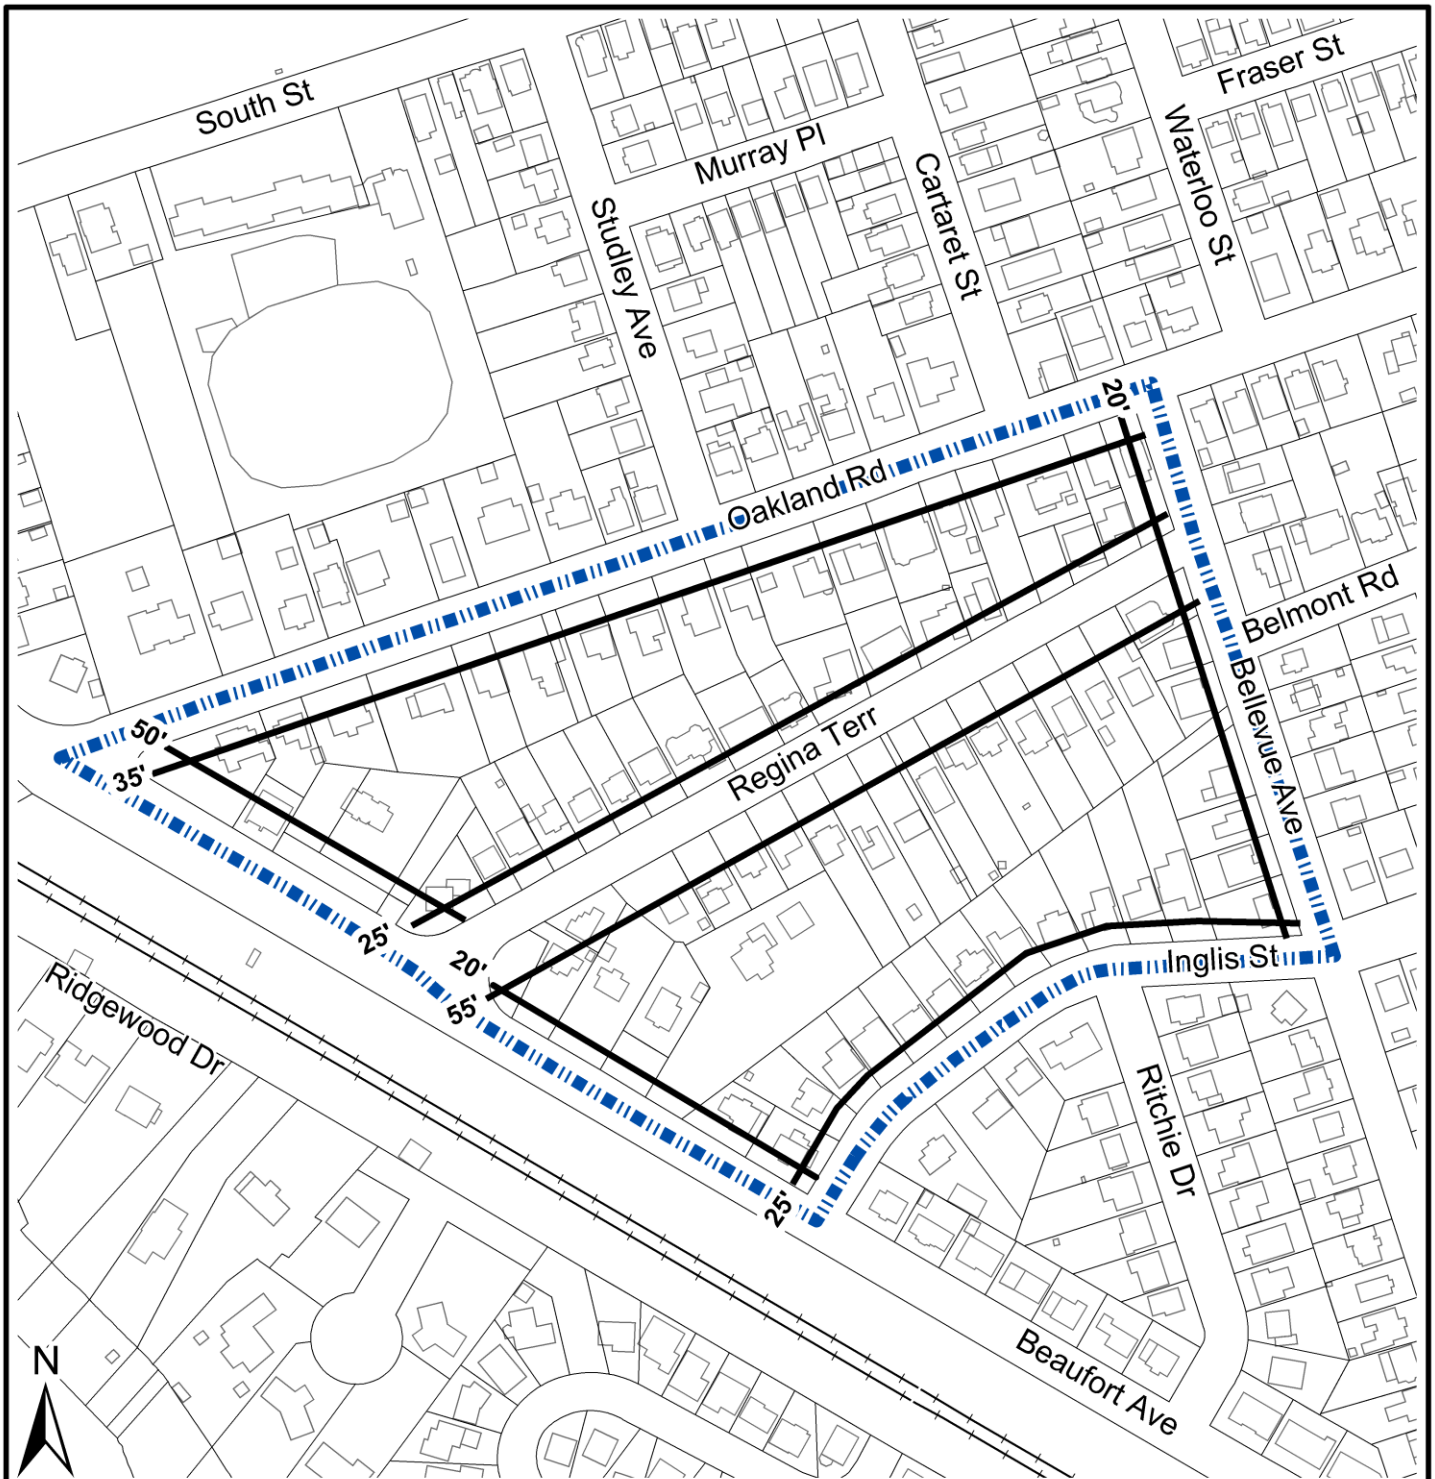 South St
Fraser St
Murray Pl
Waterloo St
Cartaret St
Studley Ave
20'
Oakland Rd
Belmont Rd
Bellevue Ave
50'
35'
Regina Terr
25'
20'
55'
Inglis St
Ridgewood Dr
Ritchie Dr
25'
Beaufort Ave
N